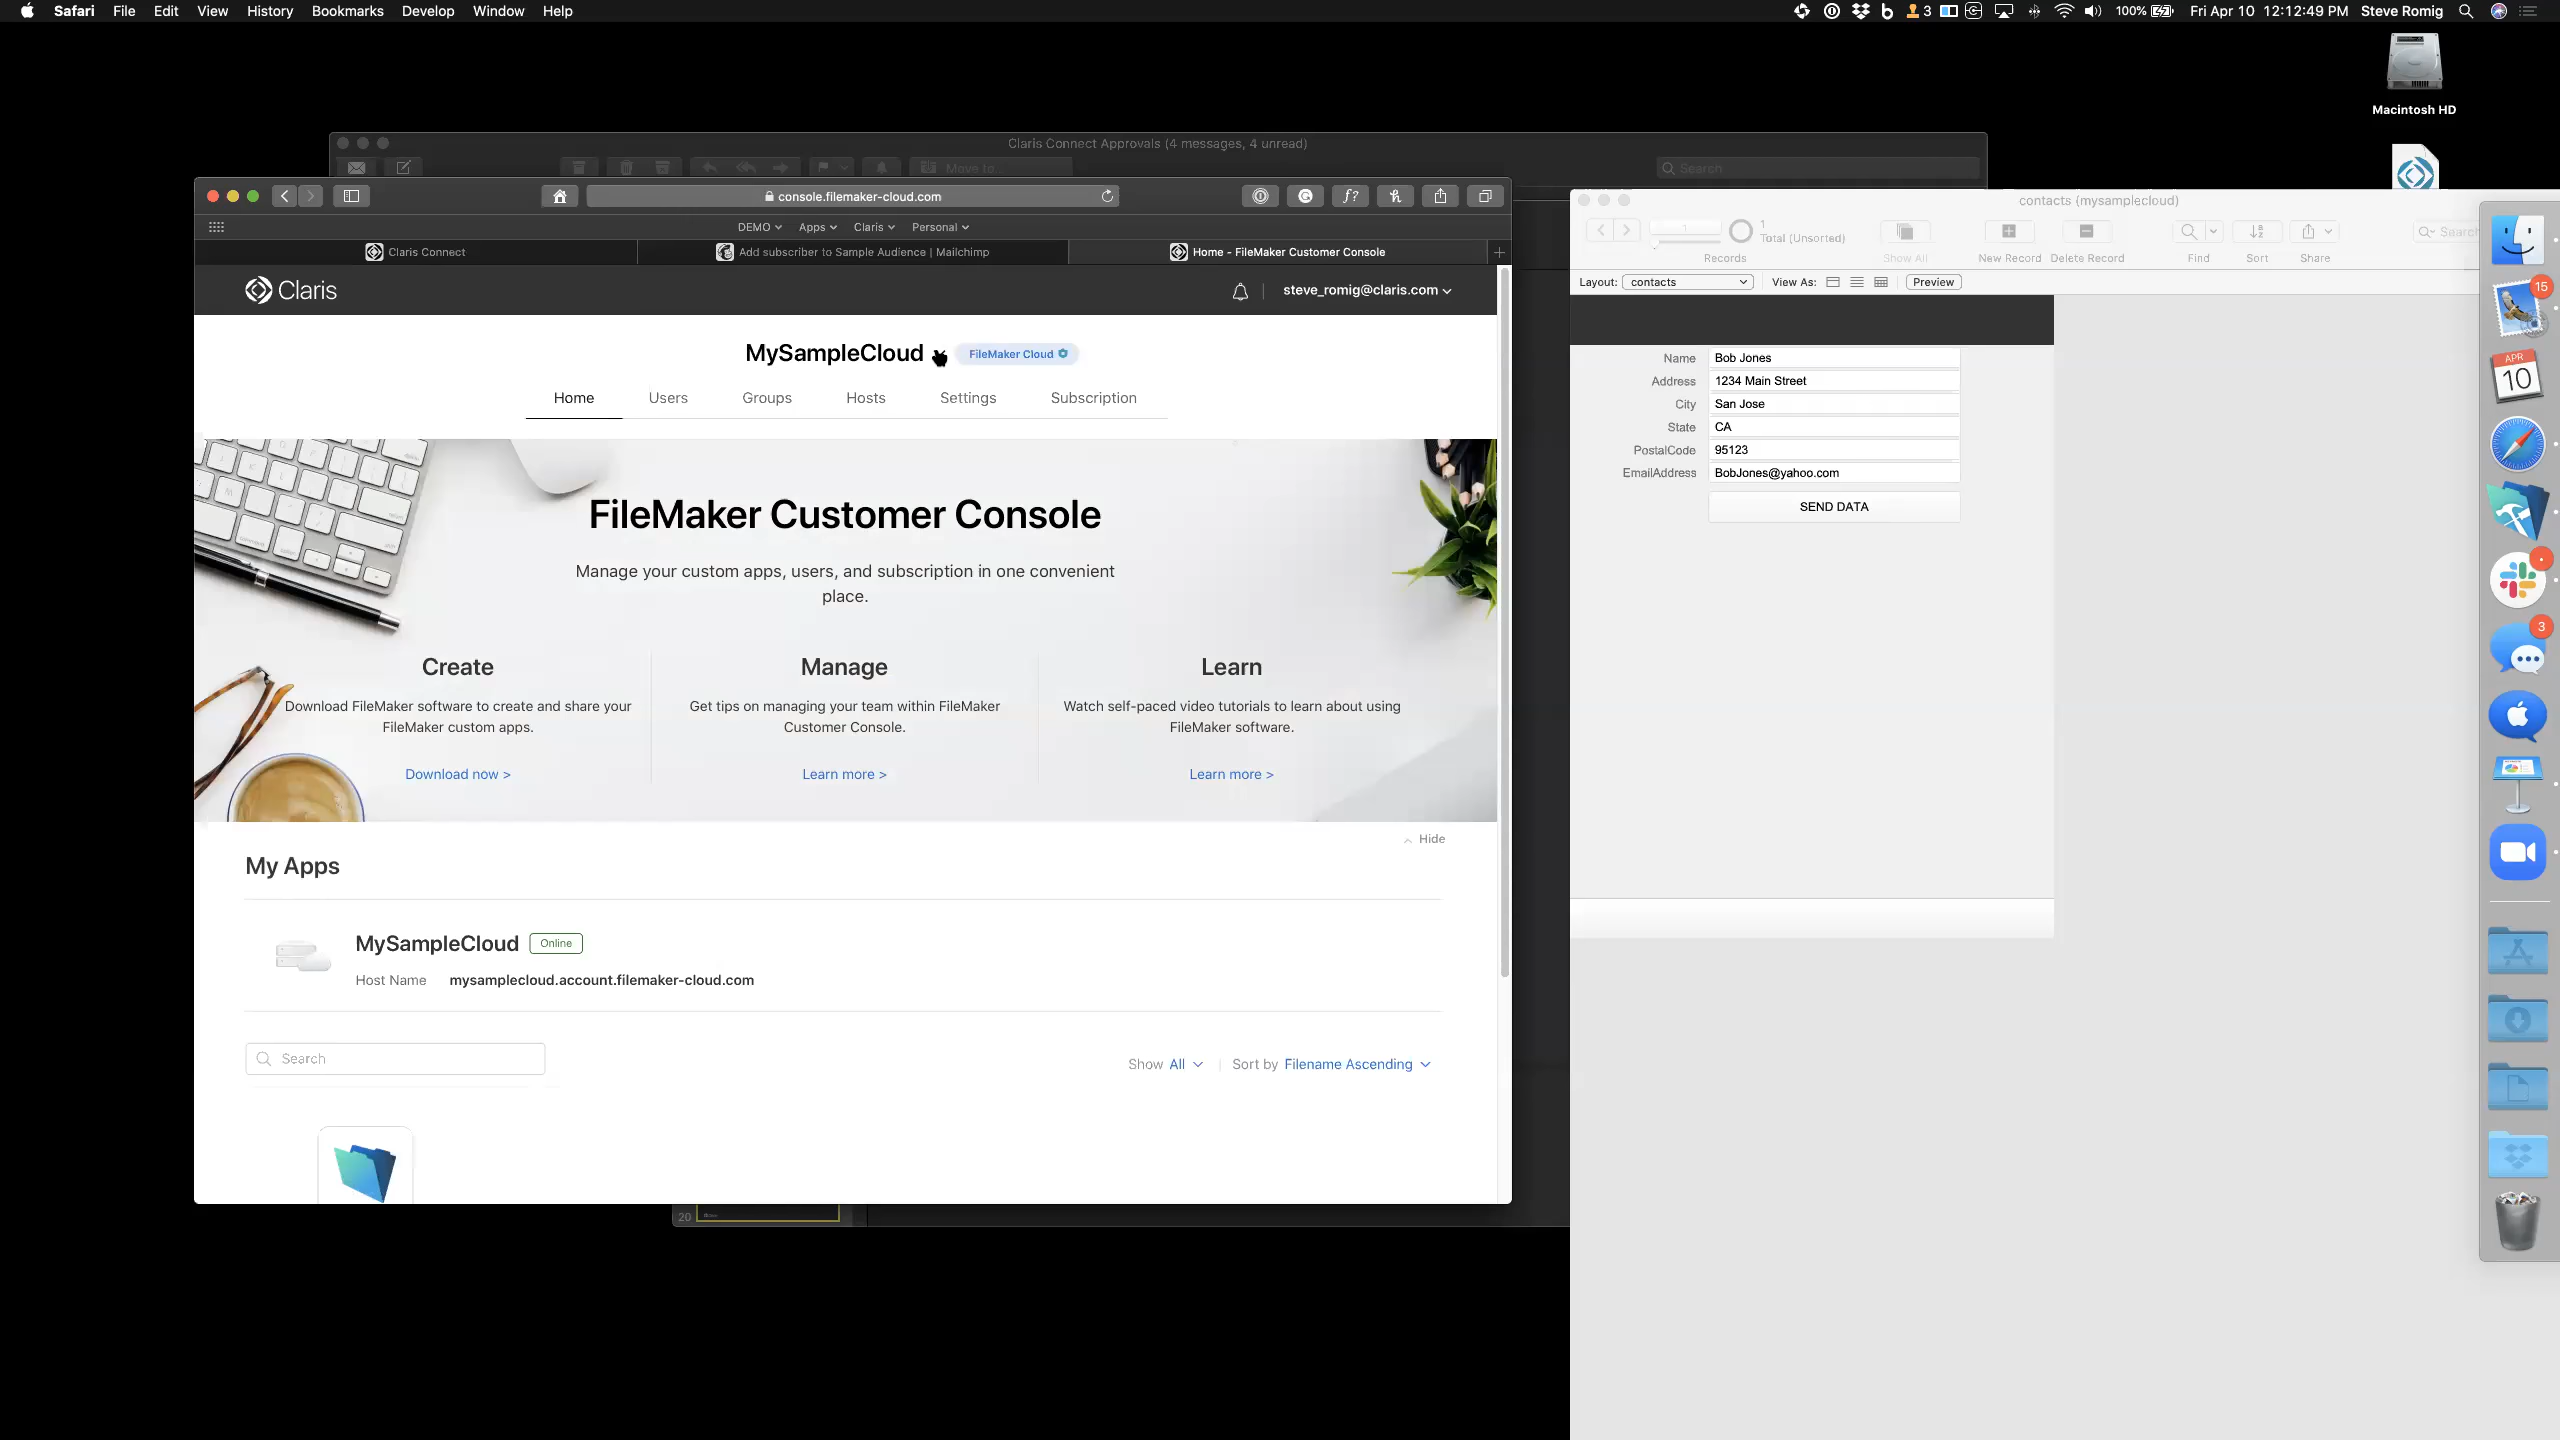 Safari File Edit View History Bookmarks Develop Window Help
3 100% Fri Apr 10 12:12:49 PM Steve Romig
Macintosh HD
Claris Connect Approvals (4 messages, 4 unread)
Move to...
Search
console.filemaker-cloud.com
DEMO Apps Claris Personal
Claris Connect
Add subscriber to Sample Audience | Mailchimp
Home - FileMaker Customer Console
Claris
steve_romig@claris.com
MySampleCloud
FileMaker Cloud
Home Users Groups Hosts Settings Subscription
FileMaker Customer Console
Manage your custom apps, users, and subscription in one convenient
place.
Create
Download FileMaker software to create and share your
FileMaker custom apps.
Download now >
Manage
Get tips on managing your team within FileMaker
Customer Console.
Learn more >
Learn
Watch self-paced video tutorials to learn about using
FileMaker software.
Learn more >
Hide
My Apps
MySampleCloud Online
Host Name mysamplecloud.account.filemaker-cloud.com
Search
Show All | Sort by Filename Ascending
20
contacts (mysamplecloud)
1
1
Total (Unsorted)
Search
Records Show All New Record Delete Record Find Sort Share
Layout: contacts View As: Preview
Name Bob Jones
Address 1234 Main Street
City San Jose
State CA
PostalCode 95123
EmailAddress BobJones@yahoo.com
SEND DATA
15
APR
10
3